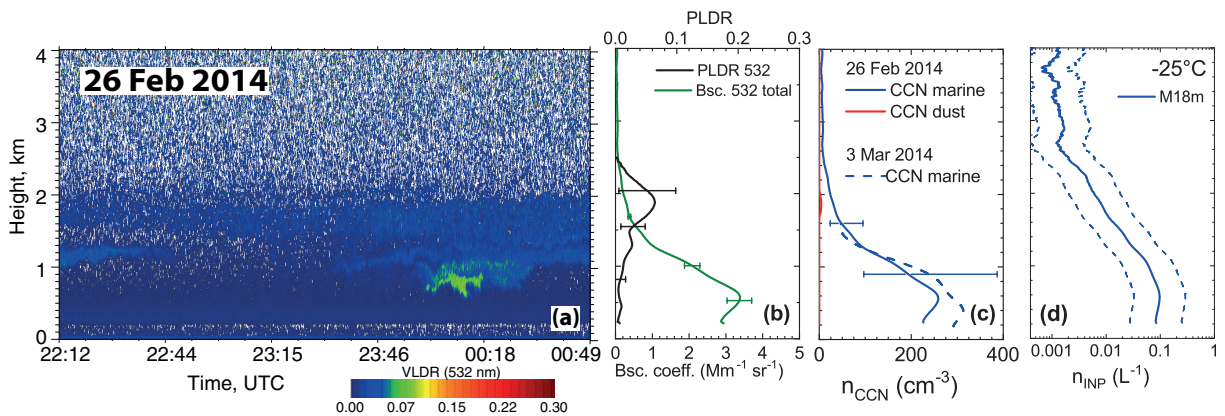 26 Feb 2014
Height, km
4
3
2
1
0
22:12 22:44 23:15 23:46 00:18 00:49
Time, UTC
(a)
VLDR (532 nm)
0.00 0.07 0.15 0.22 0.30
PLDR
0.0 0.1 0.2 0.3
PLDR 532
Bsc. 532 total
(b)
0 1 2 3 4 5
Bsc. coeff. (Mm⁻¹ sr⁻¹)
26 Feb 2014
CCN marine
CCN dust
3 Mar 2014
CCN marine
(c)
0 200 400
nCCN (cm⁻³)
-25°C
M18m
(d)
0.001 0.01 0.1 1
nINP (L⁻¹)